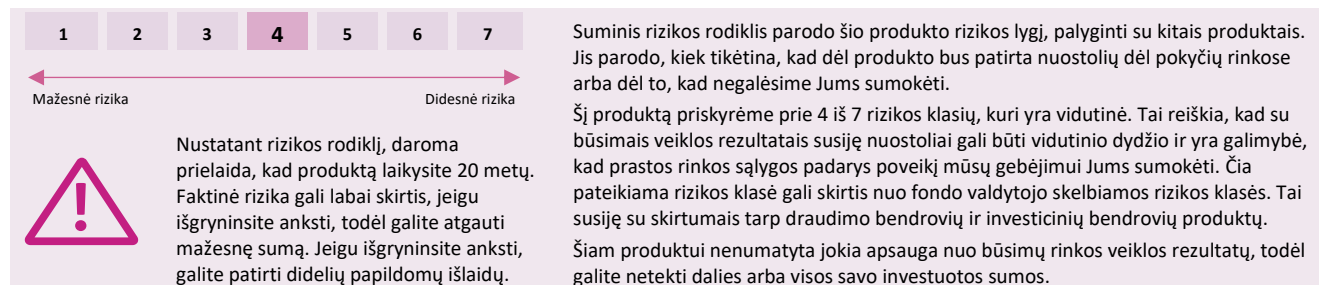 1 2 3 4 5 6 7
Mažesnė rizika Didesnė rizika
Nustatant rizikos rodiklį, daroma
prielaida, kad produktą laikysite 20 metų.
Faktinė rizika gali labai skirtis, jeigu
išgryninsite anksti, todėl galite atgauti
mažesnę sumą. Jeigu išgryninsite anksti,
galite patirti didelių papildomų išlaidų.
Suminis rizikos rodiklis parodo šio produkto rizikos lygį, palyginti su kitais produktais.
Jis parodo, kiek tikėtina, kad dėl produkto bus patirta nuostolių dėl pokyčių rinkose
arba dėl to, kad negalėsime Jums sumokėti.
Šį produktą priskyrėme prie 4 iš 7 rizikos klasių, kuri yra vidutinė. Tai reiškia, kad su
būsimais veiklos rezultatais susiję nuostoliai gali būti vidutinio dydžio ir yra galimybė,
kad prastos rinkos sąlygos padarys poveikį mūsų gebėjimui Jums sumokėti. Čia
pateikiama rizikos klasė gali skirtis nuo fondo valdytojo skelbiamos rizikos klasės. Tai
susiję su skirtumais tarp draudimo bendrovių ir investicinių bendrovių produktų.
Šiam produktui nenumatyta jokia apsauga nuo būsimų rinkos veiklos rezultatų, todėl
galite netekti dalies arba visos savo investuotos sumos.